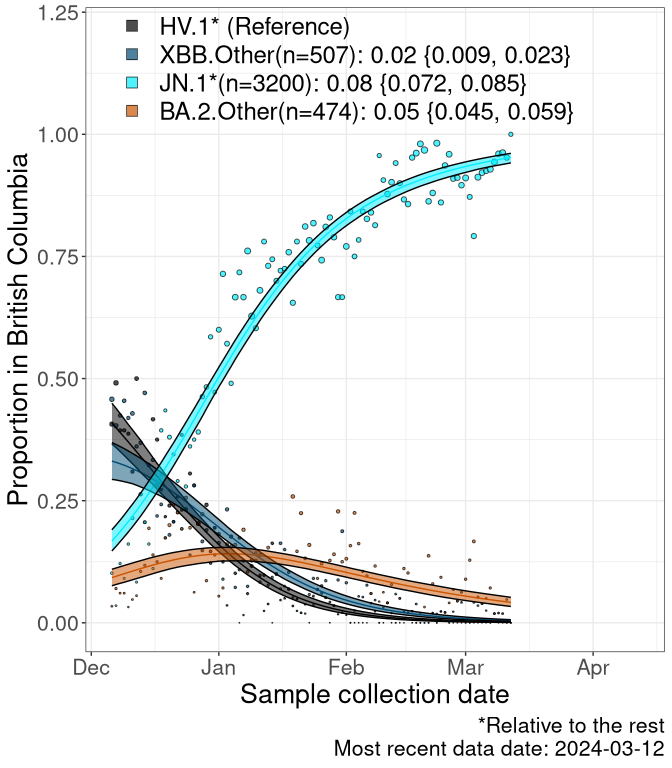 HV.1* (Reference)
XBB.Other(n=507): 0.02 {0.009, 0.023}
JN.1*(n=3200): 0.08 {0.072, 0.085}
BA.2.Other(n=474): 0.05 {0.045, 0.059}
1.25
1.00
0.75
0.50
0.25
0.00
Proportion in British Columbia
Dec Jan Feb Mar Apr
Sample collection date
*Relative to the rest
Most recent data date: 2024-03-12